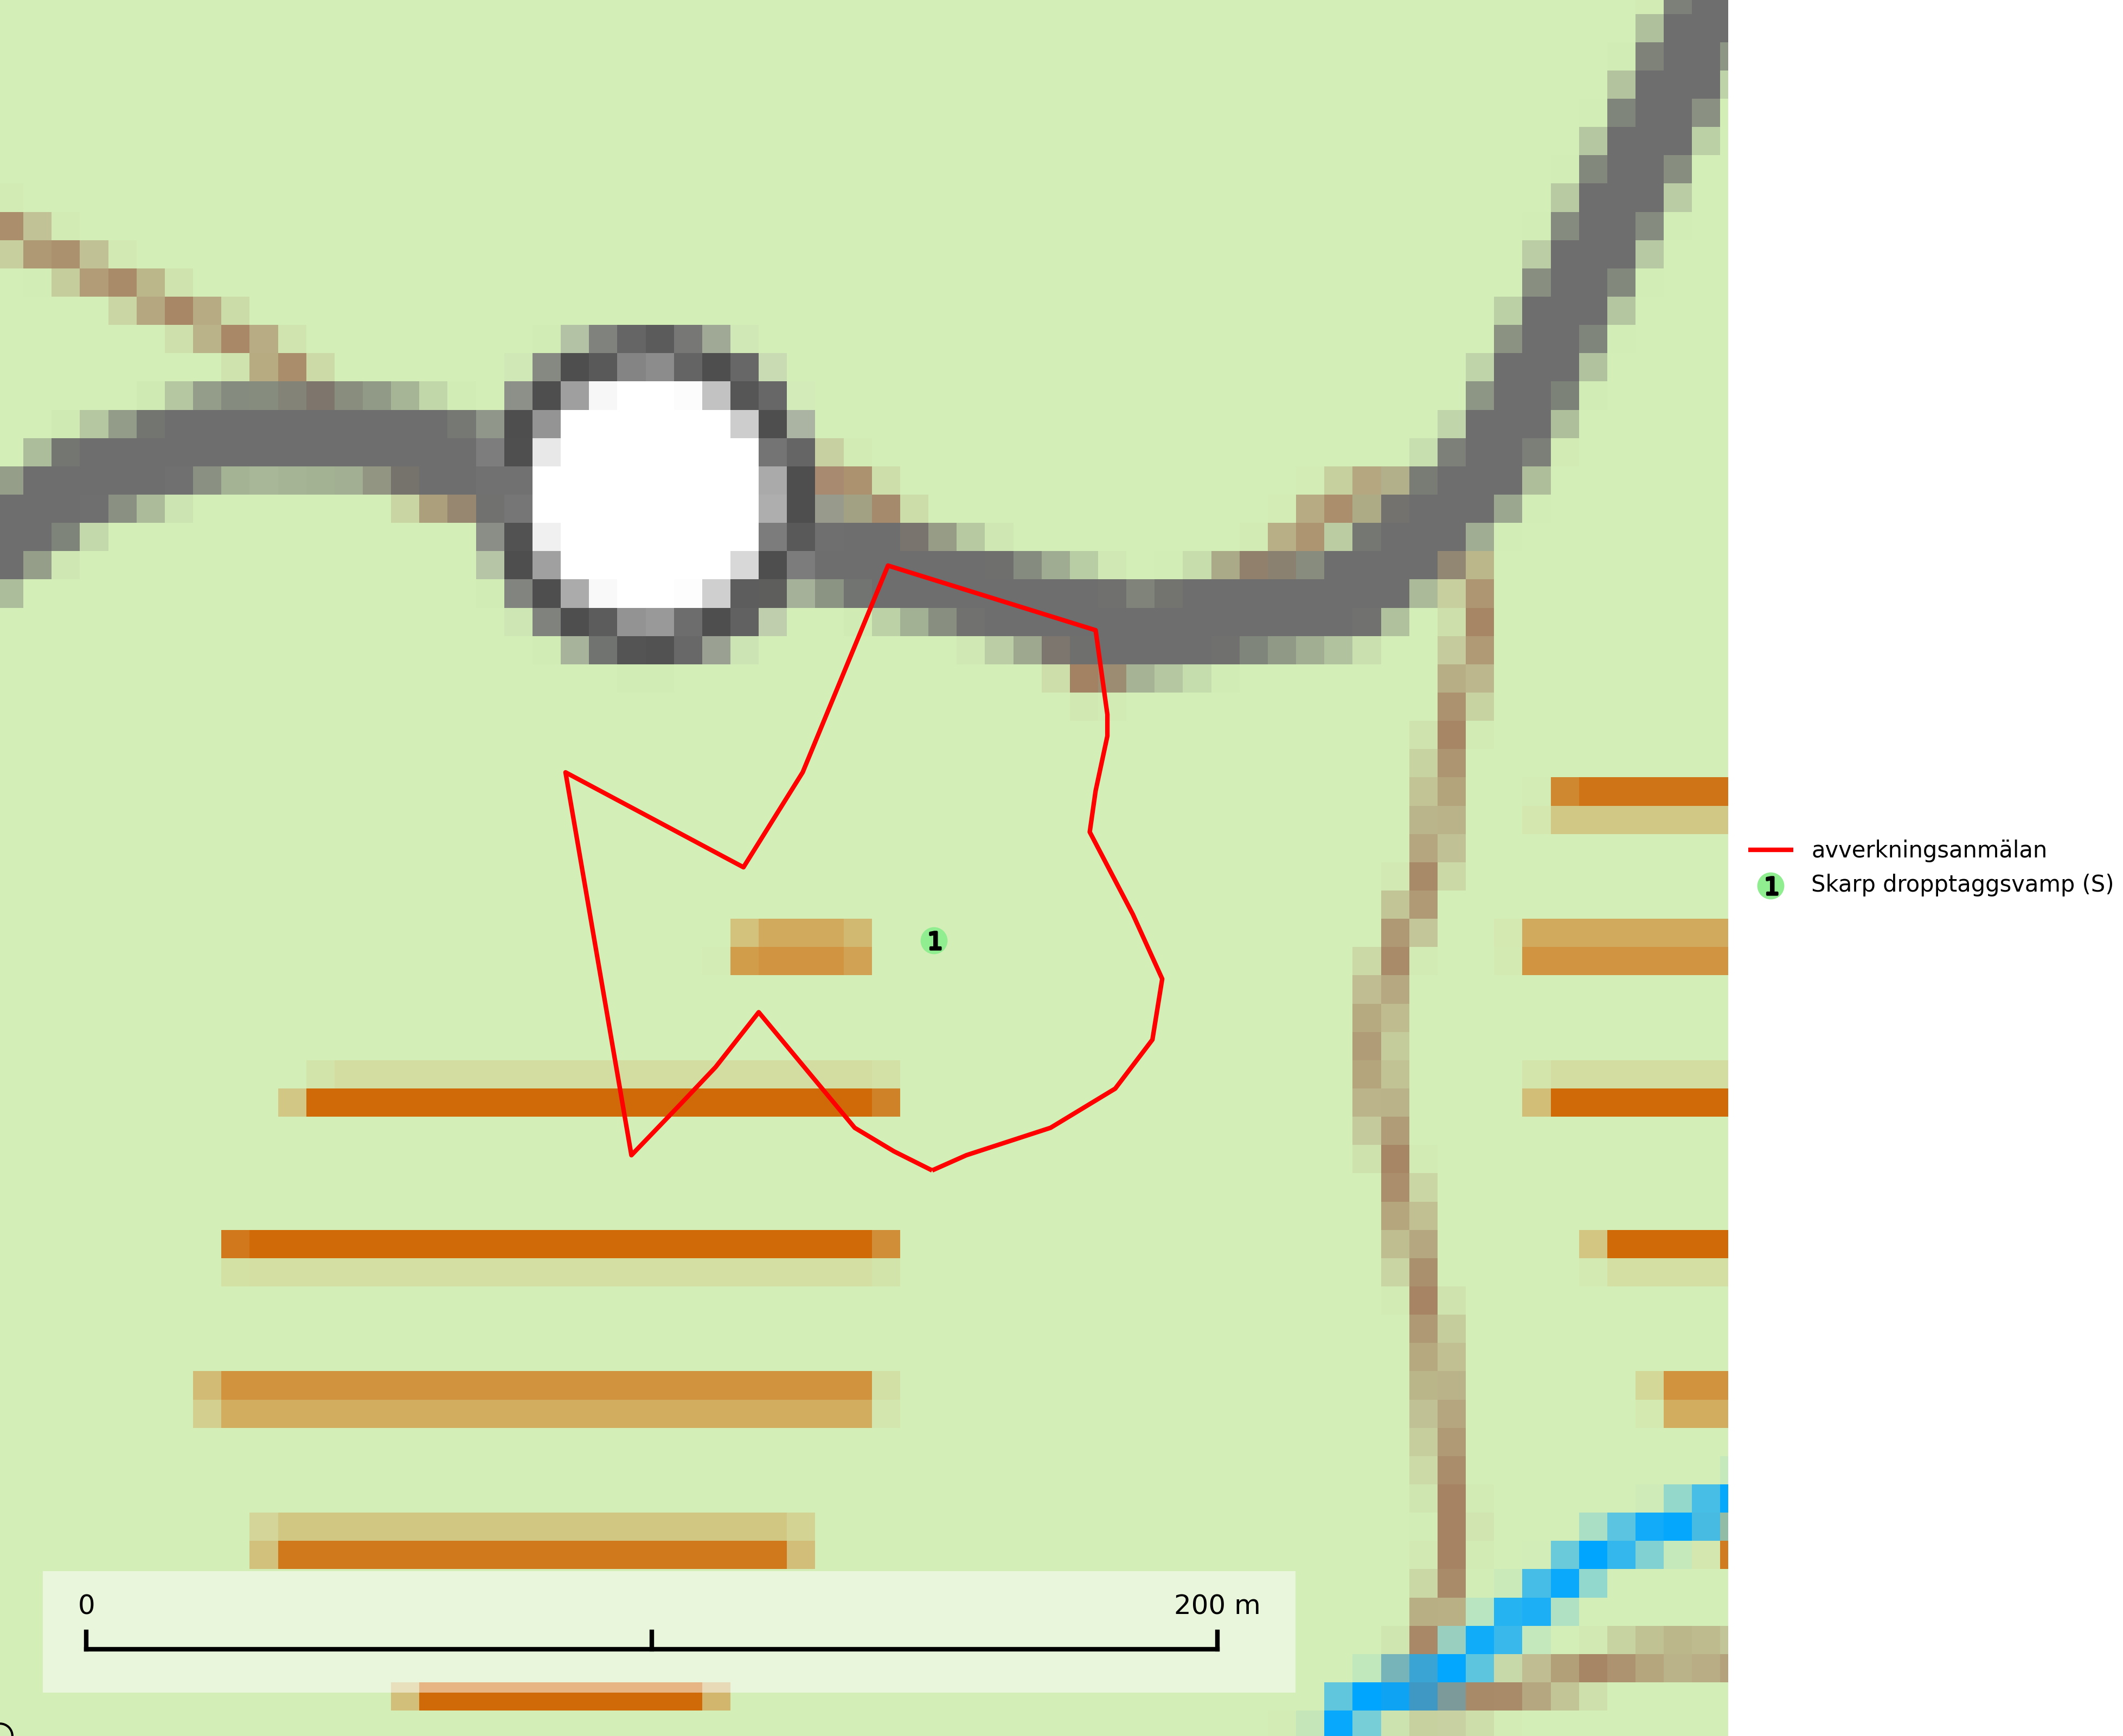 avverkningsanmälan
1 Skarp dropptaggsvamp (S)
1
0 200 m